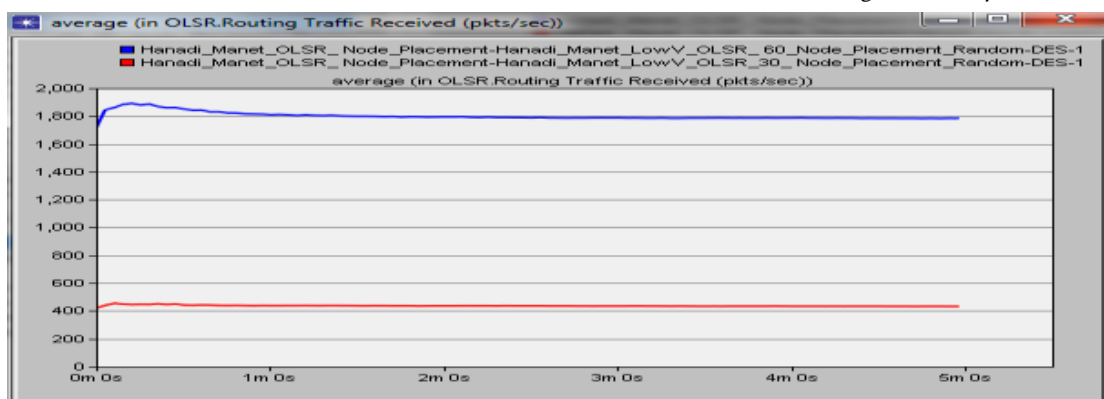 average (in OLSR.Routing Traffic Received (pkts/sec))
Hanadi_Manet_OLSR_ Node_Placement-Hanadi_Manet_LowV_OLSR_ 60_Node_Placement_Random-DES-1
Hanadi_Manet_OLSR_ Node_Placement-Hanadi_Manet_LowV_OLSR_30_ Node_Placement_Random-DES-1
average (in OLSR.Routing Traffic Received (pkts/sec))
2,000
1,800
1,600
1,400
1,200
1,000
800
600
400
200
0
0m 0s 1m 0s 2m 0s 3m 0s 4m 0s 5m 0s